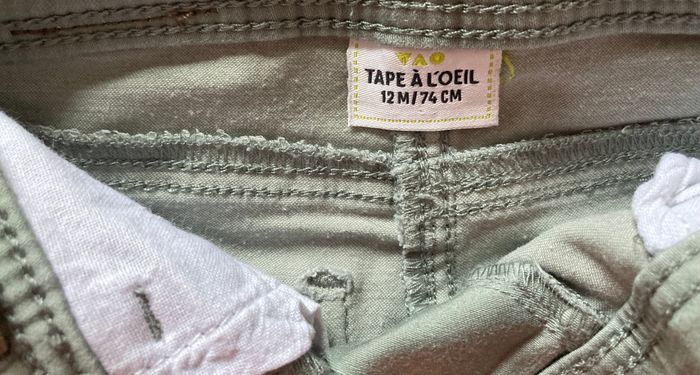 TAO
TAPE À L'OEIL
12 M / 74 CM